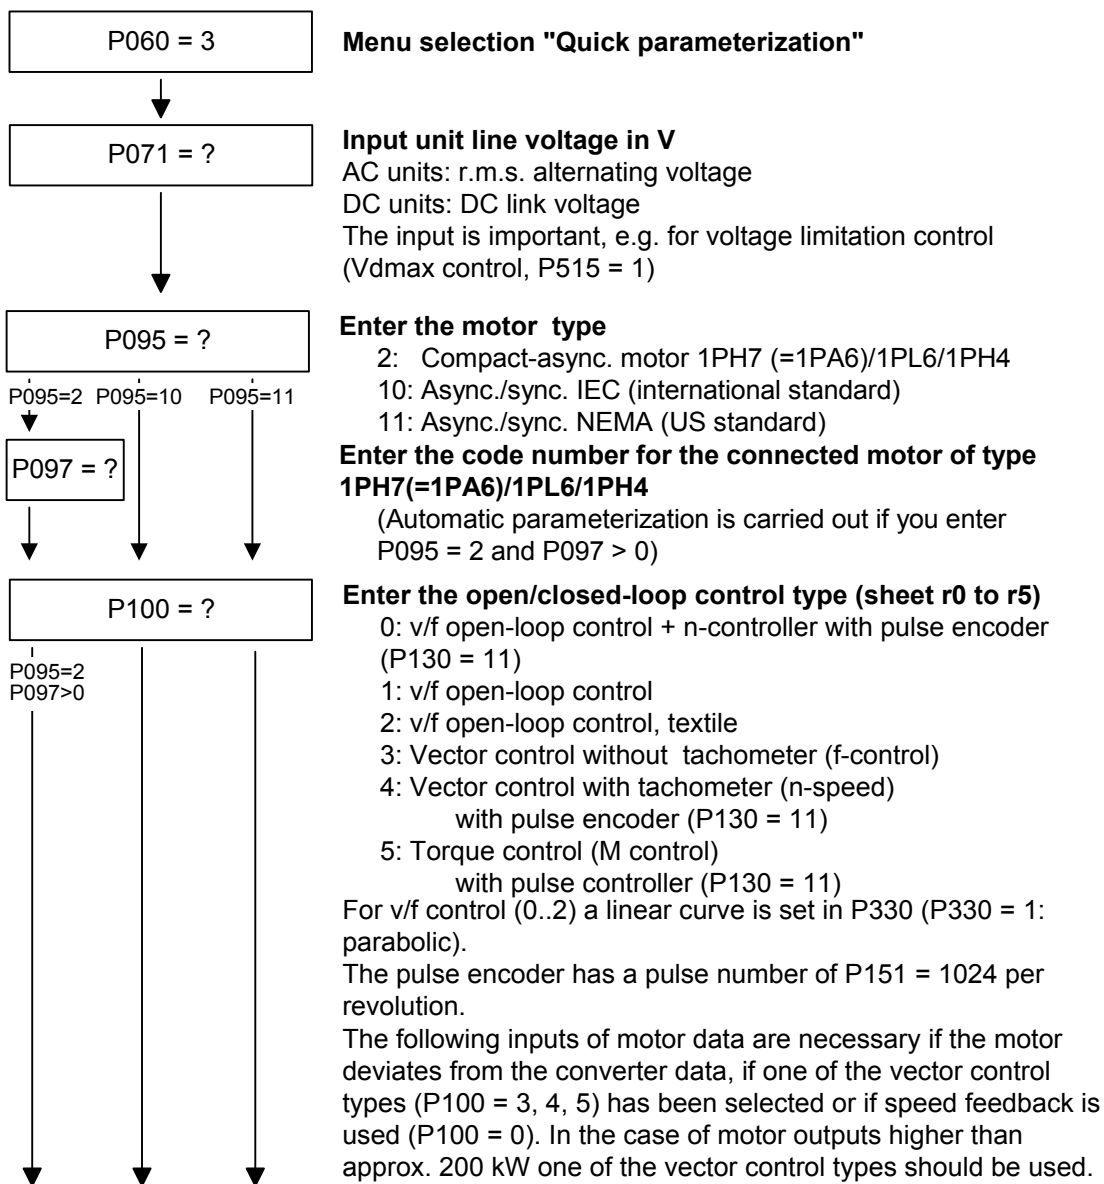 P060 = 3
Menu selection "Quick parameterization"
P071 = ?
Input unit line voltage in V
AC units: r.m.s. alternating voltage
DC units: DC link voltage
The input is important, e.g. for voltage limitation control
(Vdmax control, P515 = 1)
P095 = ?
Enter the motor type
2: Compact-async. motor 1PH7 (=1PA6)/1PL6/1PH4
10: Async./sync. IEC (international standard)
11: Async./sync. NEMA (US standard)
P095=2 P095=10 P095=11
P097 = ?
Enter the code number for the connected motor of type
1PH7(=1PA6)/1PL6/1PH4
(Automatic parameterization is carried out if you enter
P095 = 2 and P097 > 0)
P100 = ?
Enter the open/closed-loop control type (sheet r0 to r5)
0: v/f open-loop control + n-controller with pulse encoder
(P130 = 11)
1: v/f open-loop control
2: v/f open-loop control, textile
3: Vector control without tachometer (f-control)
4: Vector control with tachometer (n-speed)
with pulse encoder (P130 = 11)
5: Torque control (M control)
with pulse controller (P130 = 11)
P095=2
P097>0
For v/f control (0..2) a linear curve is set in P330 (P330 = 1:
parabolic).
The pulse encoder has a pulse number of P151 = 1024 per
revolution.
The following inputs of motor data are necessary if the motor
deviates from the converter data, if one of the vector control
types (P100 = 3, 4, 5) has been selected or if speed feedback is
used (P100 = 0). In the case of motor outputs higher than
approx. 200 kW one of the vector control types should be used.